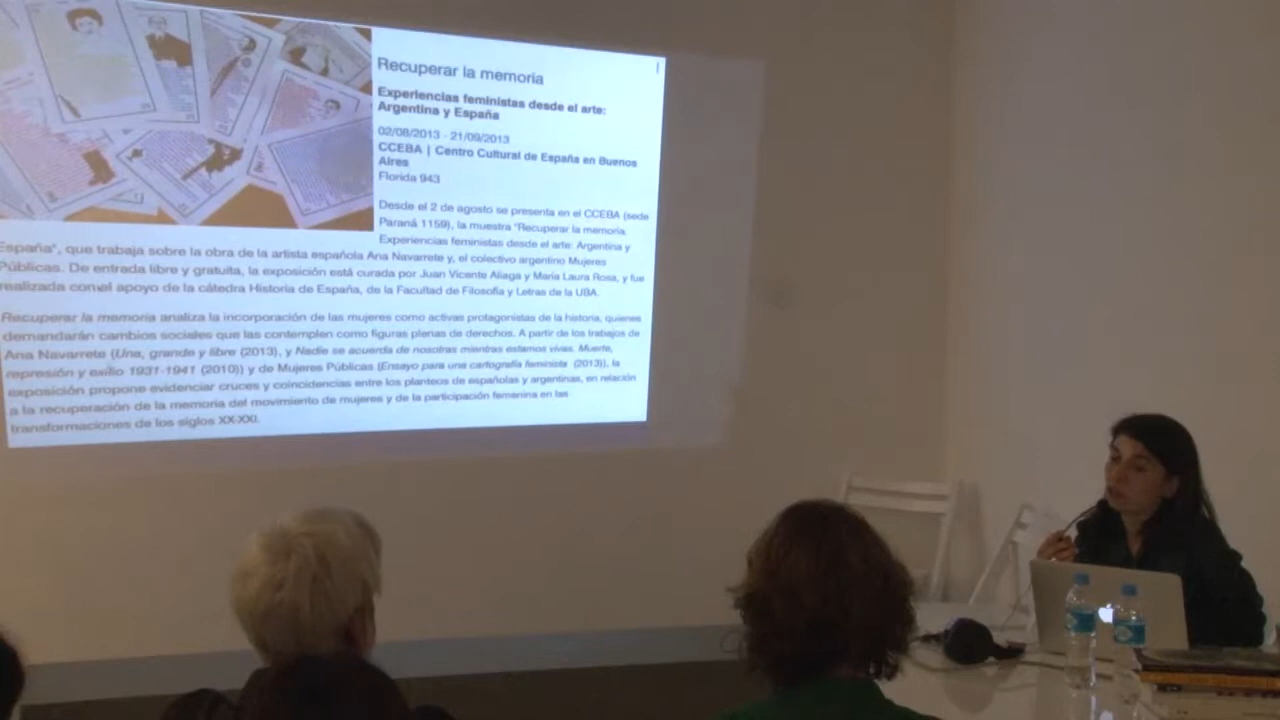 Recuperar la memoria
Experiencias feministas desde el arte:
Argentina y España
02/08/2013 - 21/09/2013
CCEBA | Centro Cultural de España en Buenos
Aires
Florida 943
Desde el 2 de agosto se presenta en el CCEBA (sede
Paraná 1159), la muestra "Recuperar la memoria.
Experiencias feministas desde el arte: Argentina y
España", que trabaja sobre la obra de la artista española Ana Navarrete y, el colectivo argentino Mujeres
Públicas. De entrada libre y gratuita, la exposición está curada por Juan Vicente Aliaga y María Laura Rosa, y fue
realizada con el apoyo de la cátedra Historia de España, de la Facultad de Filosofía y Letras de la UBA.
Recuperar la memoria analiza la incorporación de las mujeres como activas protagonistas de la historia, quienes
demandarán cambios sociales que las contemplen como figuras plenas de derechos. A partir de los trabajos de
Ana Navarrete (Una, grande y libre (2013), y Nadie se acuerda de nosotras mientras estamos vivas. Muerte,
represión y exilio 1931-1941 (2010)) y de Mujeres Públicas (Ensayo para una cartografía feminista (2013)), la
exposición propone evidenciar cruces y coincidencias entre los planteos de españolas y argentinas, en relación
a la recuperación de la memoria del movimiento de mujeres y de la participación femenina en las
transformaciones de los siglos XX-XXI.